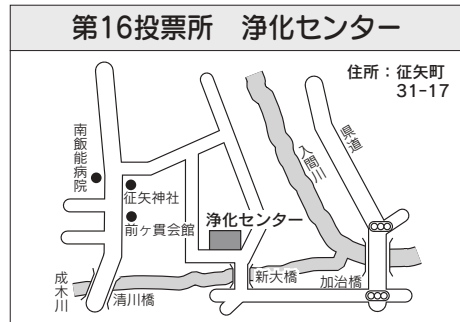 第16投票所　浄化センター
住所：征矢町
31-17
南飯能病院
征矢神社
前ヶ貫会館
浄化センター
入間川
県道
成木川
清川橋
新大橋
加治橋